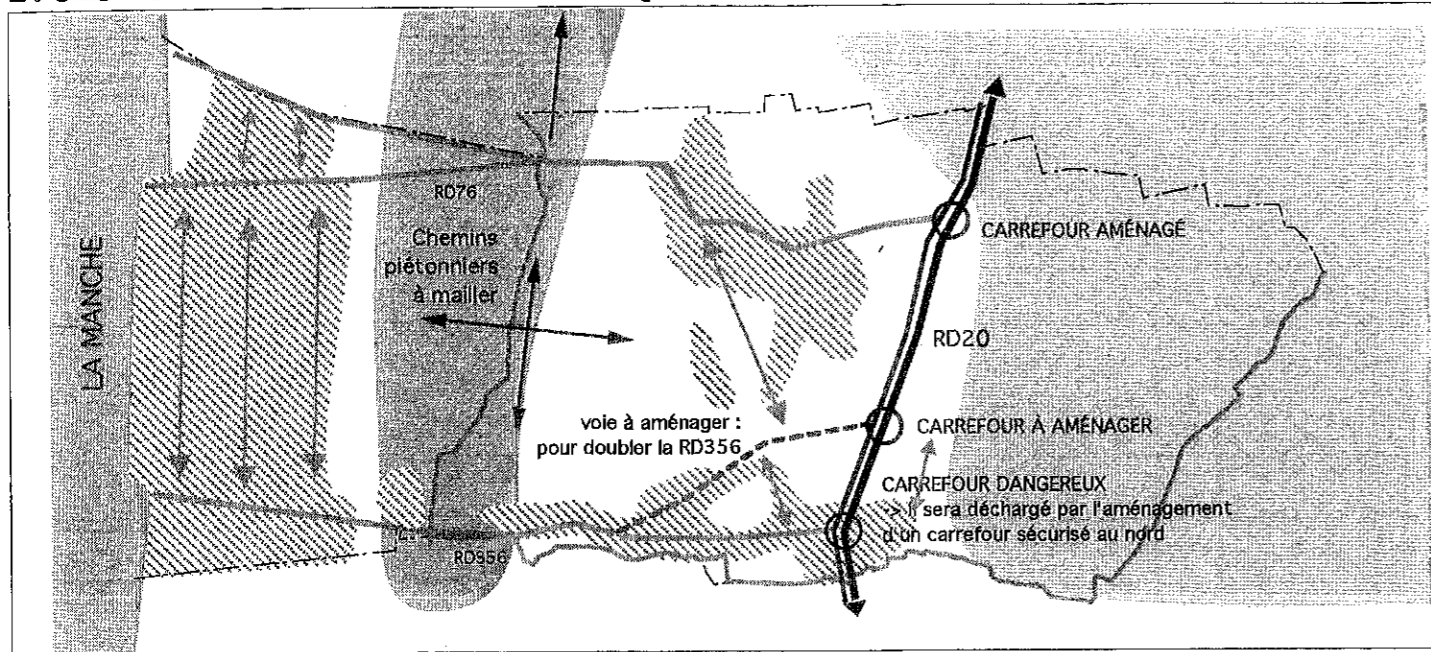 LA MANCHE
RD76
Chemins
piétonniers
à mailler
CARREFOUR AMÉNAGÉ
RD20
voie à aménager :
pour doubler la RD356
CARREFOUR À AMÉNAGER
CARREFOUR DANGEREUX
-> Il sera déchargé par l'aménagement
d'un carrefour sécurisé au nord
RD356